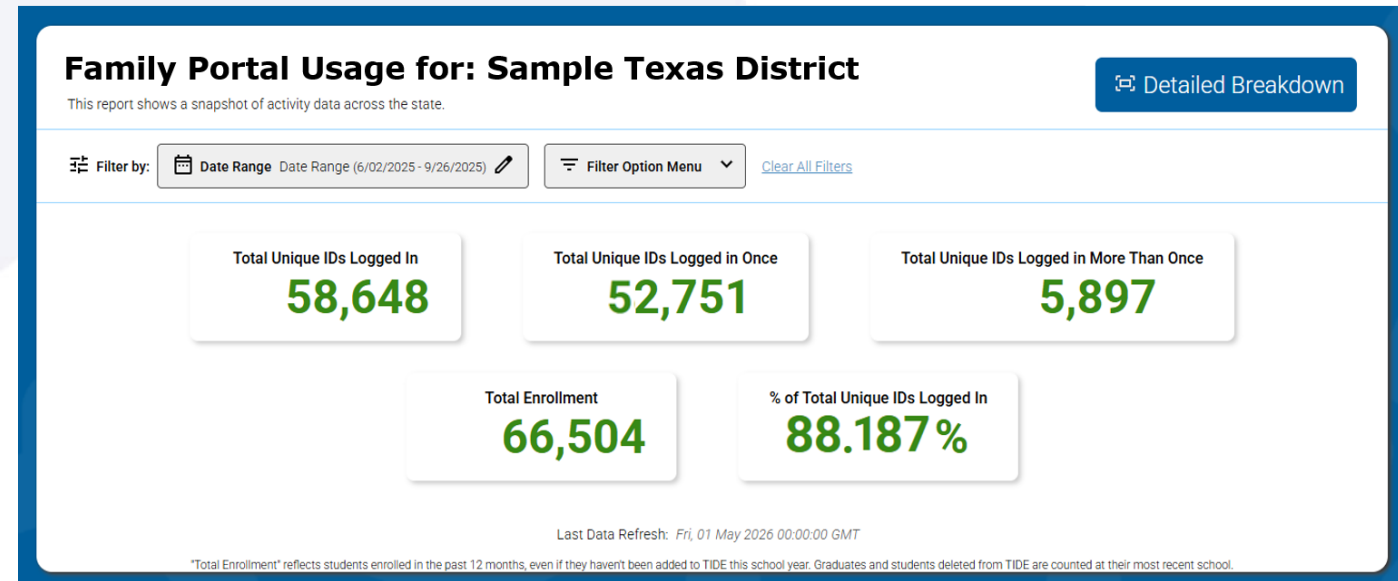 Family Portal Usage for: Sample Texas District
This report shows a snapshot of activity data across the state.
Detailed Breakdown
Filter by:
Date Range Date Range (6/02/2025 - 9/26/2025)
Filter Option Menu
Clear All Filters
Total Unique IDs Logged In
58,648
Total Unique IDs Logged in Once
52,751
Total Unique IDs Logged in More Than Once
5,897
Total Enrollment
66,504
% of Total Unique IDs Logged In
88.187%
Last Data Refresh: Fri, 01 May 2026 00:00:00 GMT
"Total Enrollment" reflects students enrolled in the past 12 months, even if they haven't been added to TIDE this school year. Graduates and students deleted from TIDE are counted at their most recent school.